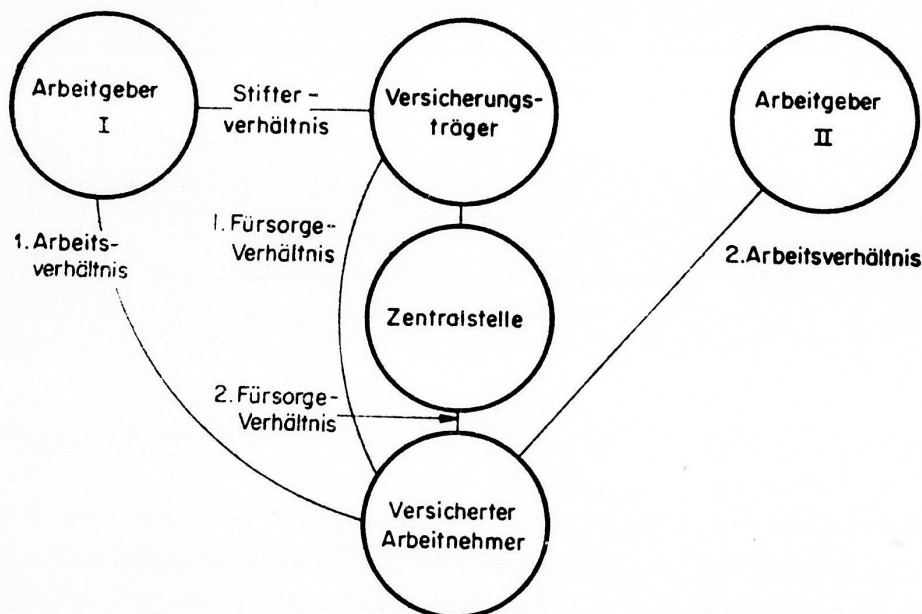 Arbeitgeber
I
Stifter-
verhältnis
Versicherungs-
träger
Arbeitgeber
II
1. Arbeits-
verhältnis
1. Fürsorge-
Verhältnis
2. Arbeitsverhältnis
Zentralstelle
2. Fürsorge-
Verhältnis
Versicherter
Arbeitnehmer